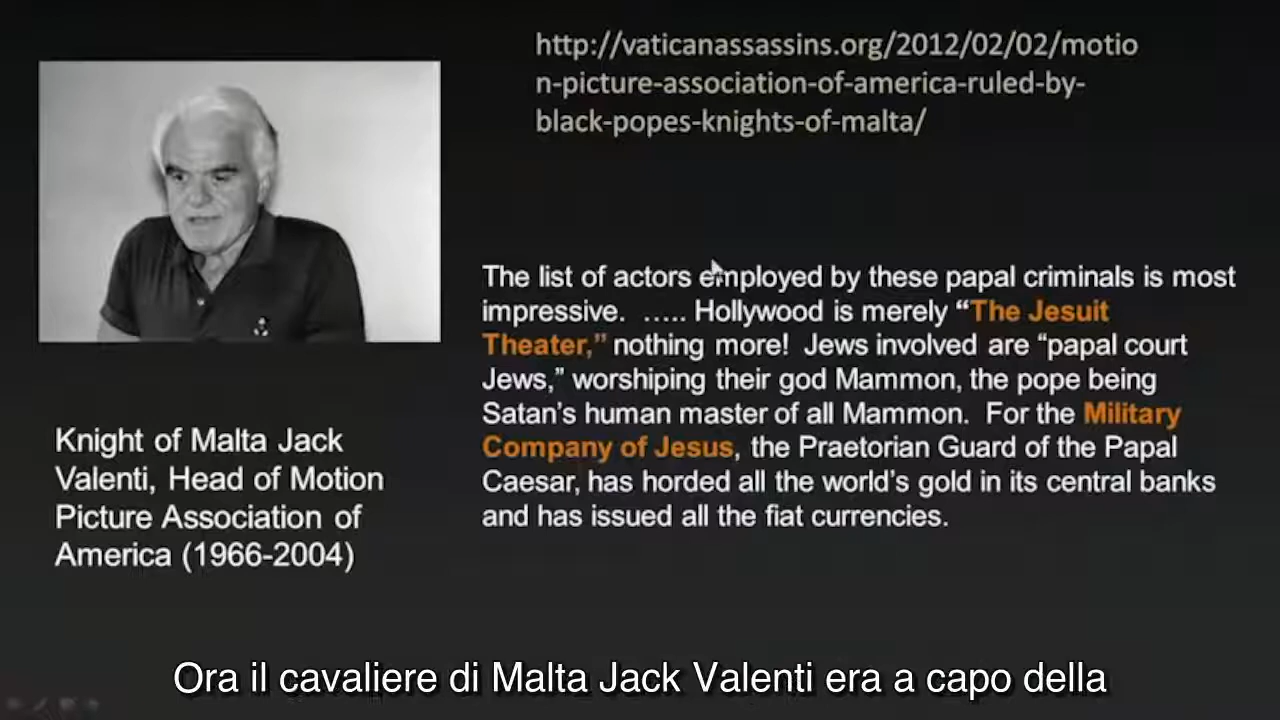 http://vaticanassassins.org/2012/02/02/motio
n-picture-association-of-america-ruled-by-
black-popes-knights-of-malta/
The list of actors employed by these papal criminals is most
impressive. ….. Hollywood is merely “The Jesuit
Theater,” nothing more! Jews involved are “papal court
Jews,” worshiping their god Mammon, the pope being
Satan’s human master of all Mammon. For the Military
Company of Jesus, the Praetorian Guard of the Papal
Caesar, has horded all the world’s gold in its central banks
and has issued all the fiat currencies.
Knight of Malta Jack
Valenti, Head of Motion
Picture Association of
America (1966-2004)
Ora il cavaliere di Malta Jack Valenti era a capo della